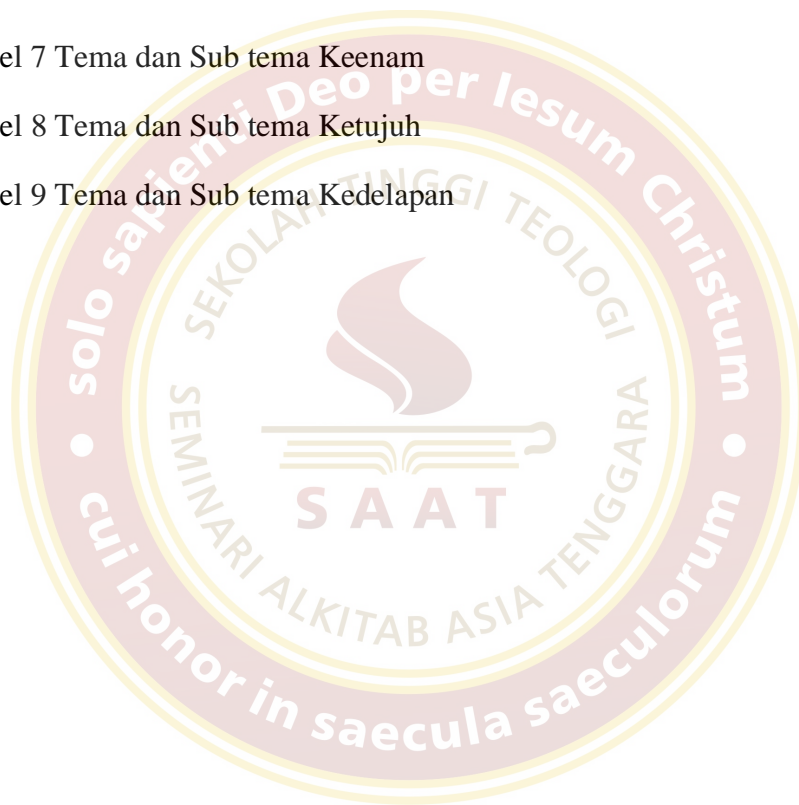 el 7 Tema dan Sub tema Keenam
el 8 Tema dan Sub tema Ketujuh
el 9 Tema dan Sub tema Kedelapan
solo sapienti Deo per Iesum Christum
SEKOLAH TINGGI TEOLOGI
SEMINARI ALKITAB ASIA TENGGARA
SAAT
cui honor in saecula saeculorum